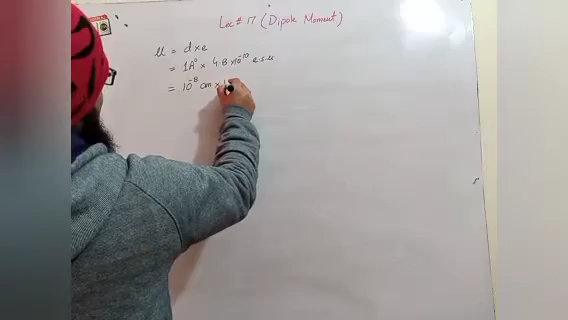 Lec# 17 (Dipole Moment)
μ = d×e
= 1A° × 4.8 ×10⁻¹⁰ e.s.u
= 10⁻⁸ cm ×